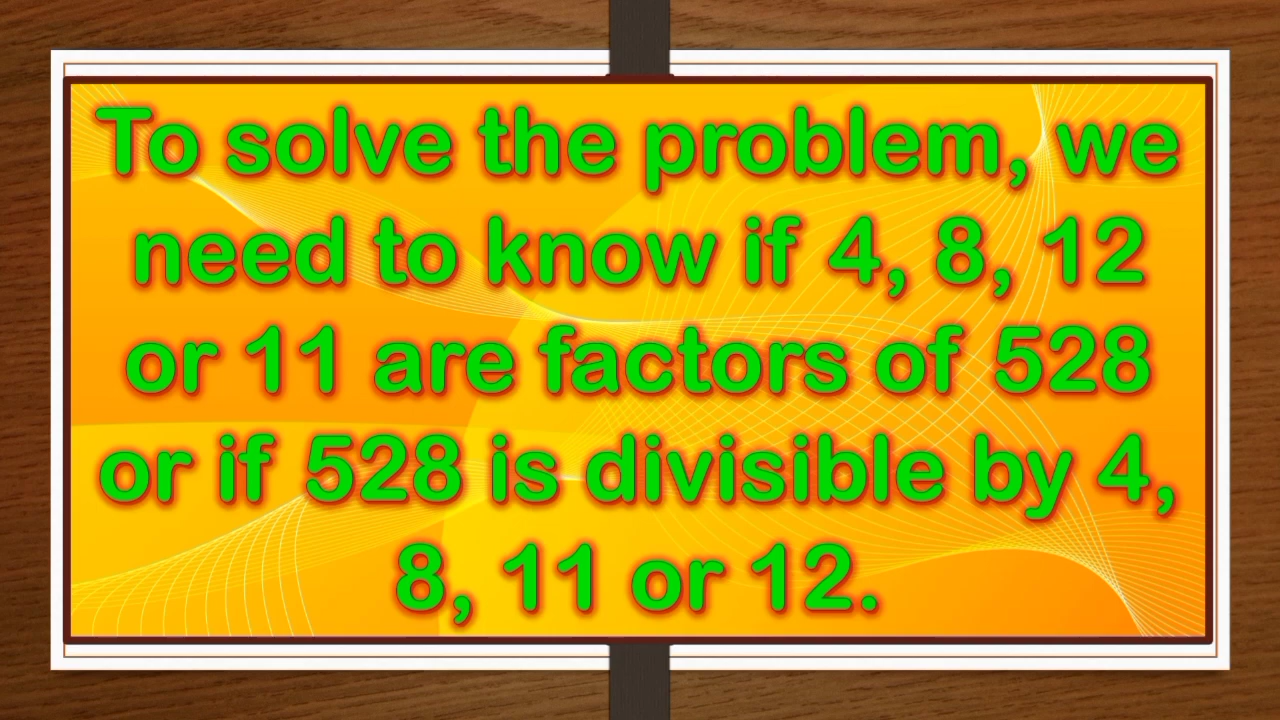 To solve the problem, we
need to know if 4, 8, 12
or 11 are factors of 528
or if 528 is divisible by 4,
8, 11 or 12.